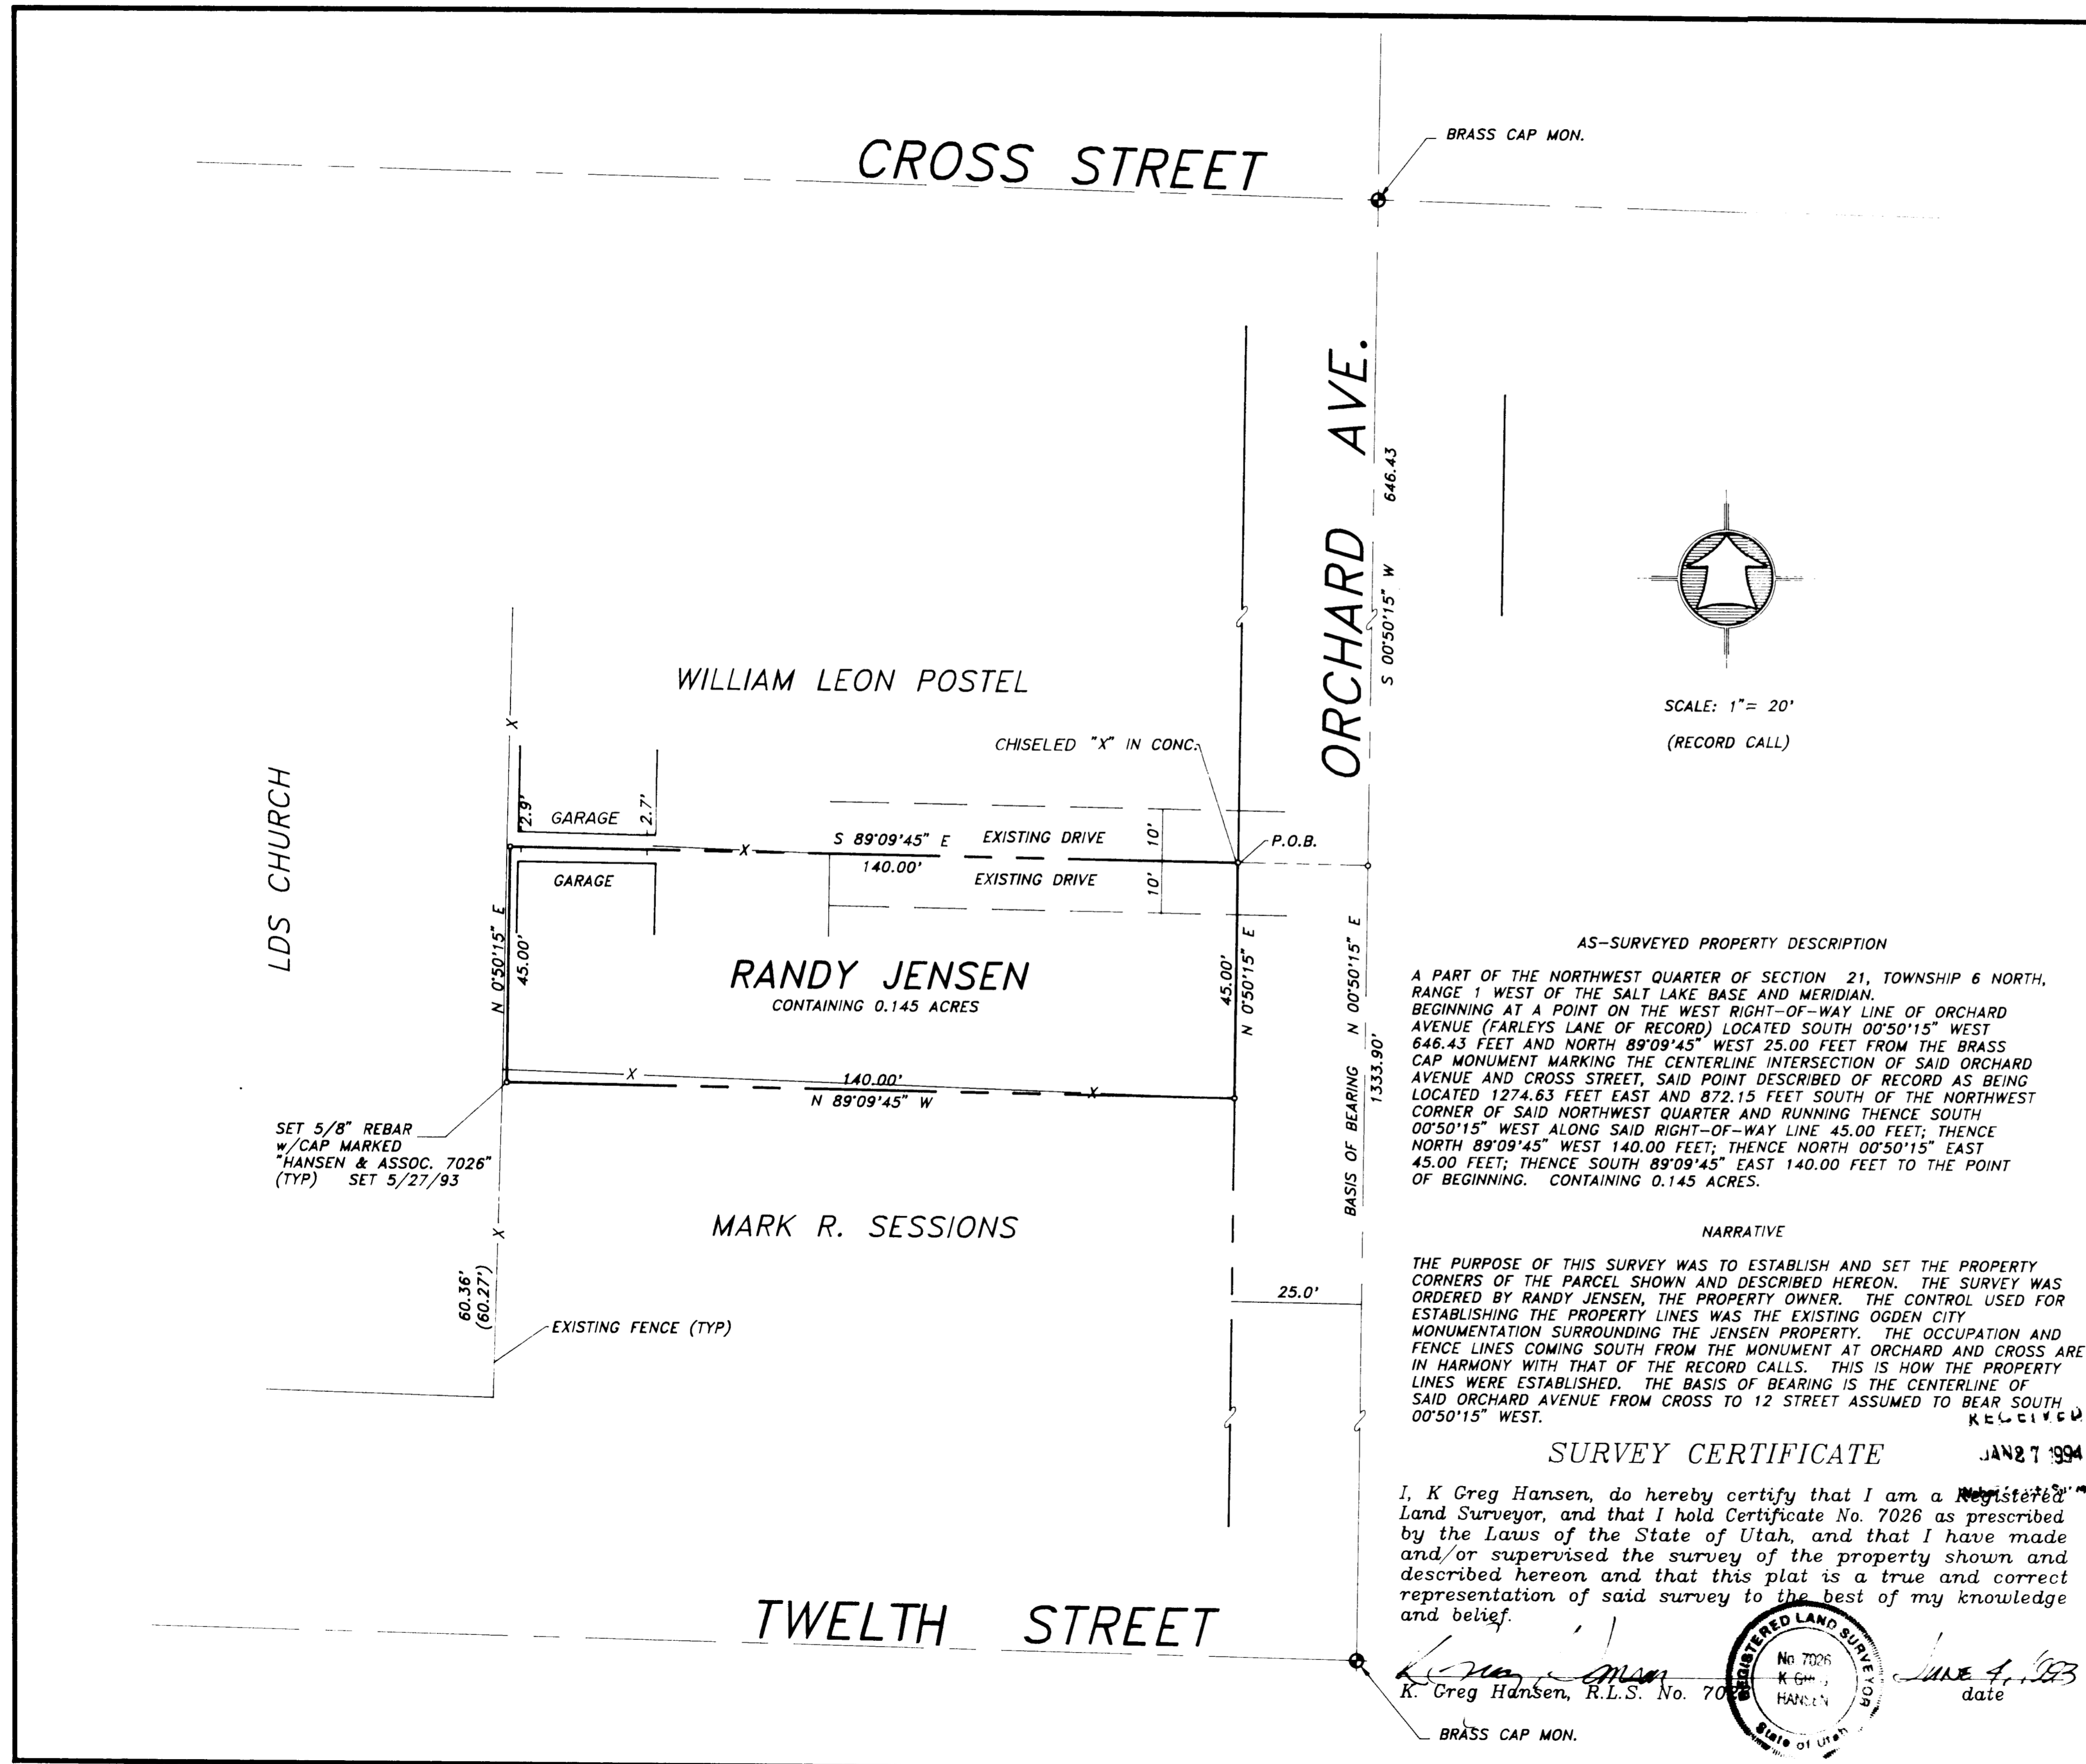 CROSS STREET
BRASS CAP MON.
ORCHARD AVE.
S 00°50'15" W 646.43
SCALE: 1"= 20'
(RECORD CALL)
WILLIAM LEON POSTEL
CHISELED "X" IN CONC.
LDS CHURCH
X
2.9'
GARAGE
2.7'
X
S 89°09'45" E
140.00'
EXISTING DRIVE
10'
P.O.B.
GARAGE
EXISTING DRIVE
10'
N 0°50'15" E
45.00'
RANDY JENSEN
CONTAINING 0.145 ACRES
45.00'
N 0°50'15" E
BASIS OF BEARING N 00°50'15" E
1333.90'
X
140.00'
N 89°09'45" W
X
SET 5/8" REBAR
w/CAP MARKED
"HANSEN & ASSOC. 7026"
(TYP) SET 5/27/93
MARK R. SESSIONS
X
60.36'
(60.27')
25.0'
EXISTING FENCE (TYP)
TWELTH STREET
BRASS CAP MON.
AS-SURVEYED PROPERTY DESCRIPTION
A PART OF THE NORTHWEST QUARTER OF SECTION 21, TOWNSHIP 6 NORTH,
RANGE 1 WEST OF THE SALT LAKE BASE AND MERIDIAN.
BEGINNING AT A POINT ON THE WEST RIGHT-OF-WAY LINE OF ORCHARD
AVENUE (FARLEYS LANE OF RECORD) LOCATED SOUTH 00°50'15" WEST
646.43 FEET AND NORTH 89°09'45" WEST 25.00 FEET FROM THE BRASS
CAP MONUMENT MARKING THE CENTERLINE INTERSECTION OF SAID ORCHARD
AVENUE AND CROSS STREET, SAID POINT DESCRIBED OF RECORD AS BEING
LOCATED 1274.63 FEET EAST AND 872.15 FEET SOUTH OF THE NORTHWEST
CORNER OF SAID NORTHWEST QUARTER AND RUNNING THENCE SOUTH
00°50'15" WEST ALONG SAID RIGHT-OF-WAY LINE 45.00 FEET; THENCE
NORTH 89°09'45" WEST 140.00 FEET; THENCE NORTH 00°50'15" EAST
45.00 FEET; THENCE SOUTH 89°09'45" EAST 140.00 FEET TO THE POINT
OF BEGINNING. CONTAINING 0.145 ACRES.
NARRATIVE
THE PURPOSE OF THIS SURVEY WAS TO ESTABLISH AND SET THE PROPERTY
CORNERS OF THE PARCEL SHOWN AND DESCRIBED HEREON. THE SURVEY WAS
ORDERED BY RANDY JENSEN, THE PROPERTY OWNER. THE CONTROL USED FOR
ESTABLISHING THE PROPERTY LINES WAS THE EXISTING OGDEN CITY
MONUMENTATION SURROUNDING THE JENSEN PROPERTY. THE OCCUPATION AND
FENCE LINES COMING SOUTH FROM THE MONUMENT AT ORCHARD AND CROSS ARE
IN HARMONY WITH THAT OF THE RECORD CALLS. THIS IS HOW THE PROPERTY
LINES WERE ESTABLISHED. THE BASIS OF BEARING IS THE CENTERLINE OF
SAID ORCHARD AVENUE FROM CROSS TO 12 STREET ASSUMED TO BEAR SOUTH
00°50'15" WEST.
RECEIVED
SURVEY CERTIFICATE
JAN 27 1994
I, K Greg Hansen, do hereby certify that I am a Registered
Land Surveyor, and that I hold Certificate No. 7026 as prescribed
by the Laws of the State of Utah, and that I have made
and/or supervised the survey of the property shown and
described hereon and that this plat is a true and correct
representation of said survey to the best of my knowledge
and belief.
REGISTERED LAND SURVEYOR
No 7026
K GREG
HANSEN
State of Utah
JUNE 4, 1993
K. Greg Hansen, R.L.S. No.
date